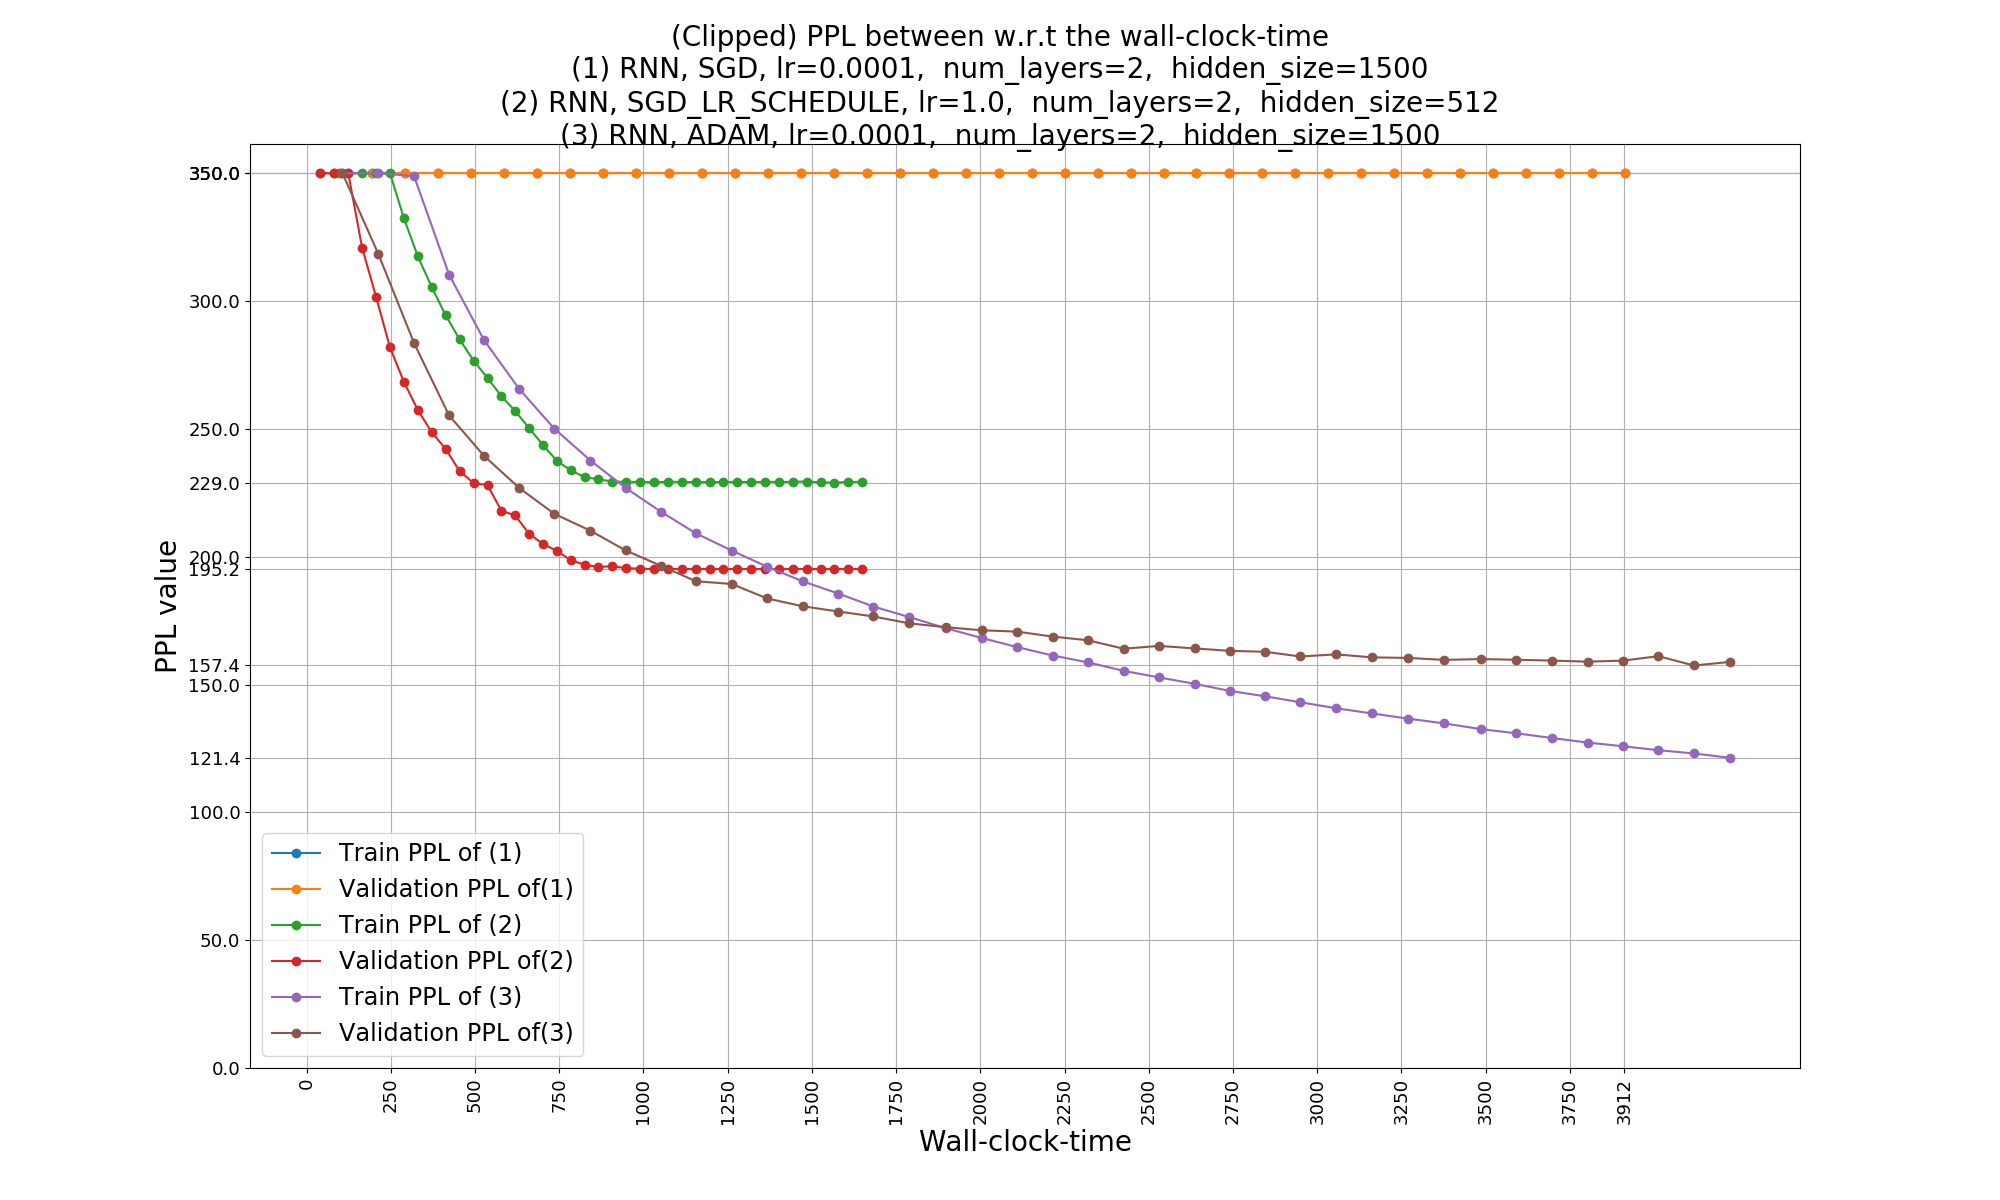 (Clipped) PPL between w.r.t the wall-clock-time
(1) RNN, SGD, lr=0.0001,  num_layers=2,  hidden_size=1500
(2) RNN, SGD_LR_SCHEDULE, lr=1.0,  num_layers=2,  hidden_size=512
(3) RNN, ADAM, lr=0.0001,  num_layers=2,  hidden_size=1500
PPL value
350.0
300.0
250.0
229.0
200.0
195.2
157.4
150.0
121.4
100.0
50.0
0.0
Train PPL of (1)
Validation PPL of(1)
Train PPL of (2)
Validation PPL of(2)
Train PPL of (3)
Validation PPL of(3)
0 250 500 750 1000 1250 1500 1750 2000 2250 2500 2750 3000 3250 3500 3750 3912
Wall-clock-time